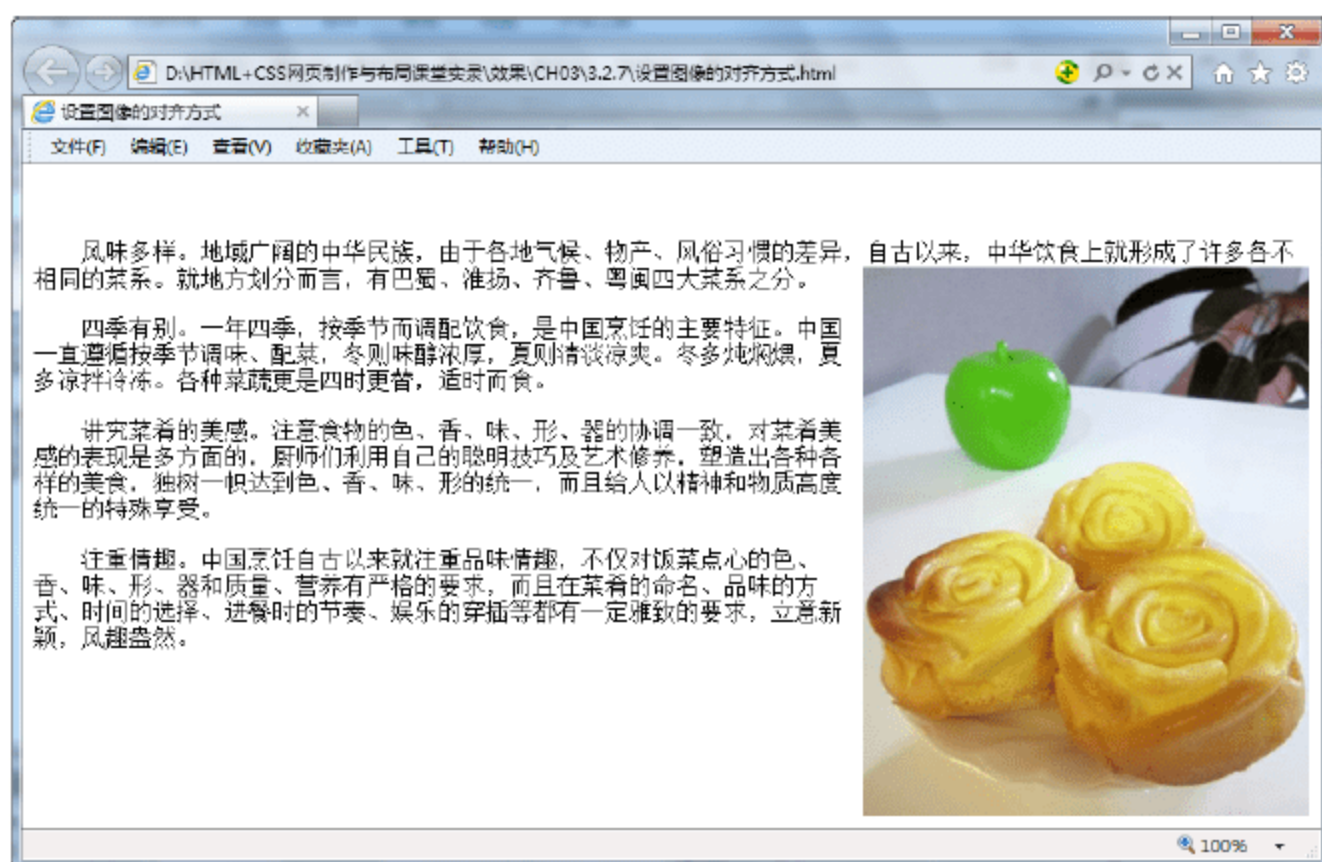 D:\HTML+CSS网页制作与布局课堂实录\效果\CH03\3.2.7\设置图像的对齐方式.html
设置图像的对齐方式
文件(F) 编辑(E) 查看(V) 收藏夹(A) 工具(T) 帮助(H)
风味多样。地域广阔的中华民族，由于各地气候、物产、风俗习惯的差异，自古以来，中华饮食上就形成了许多各不
相同的菜系。就地方划分而言，有巴蜀、淮扬、齐鲁、粤闽四大菜系之分。
四季有别。一年四季，按季节而调配饮食，是中国烹饪的主要特征。中国
一直遵循按季节调味、配菜，冬则味醇浓厚，夏则清淡凉爽。冬多炖焖煨，夏
多凉拌冷冻。各种菜蔬更是四时更替，适时而食。
讲究菜肴的美感。注意食物的色、香、味、形、器的协调一致，对菜肴美
感的表现是多方面的，厨师们利用自己的聪明技巧及艺术修养，塑造出各种各
样的美食，独树一帜达到色、香、味、形的统一，而且给人以精神和物质高度
统一的特殊享受。
注重情趣。中国烹饪自古以来就注重品味情趣，不仅对饭菜点心的色、
香、味、形、器和质量、营养有严格的要求，而且在菜肴的命名、品味的方
式、时间的选择、进餐时的节奏、娱乐的穿插等都有一定雅致的要求，立意新
颖，风趣盎然。
100%